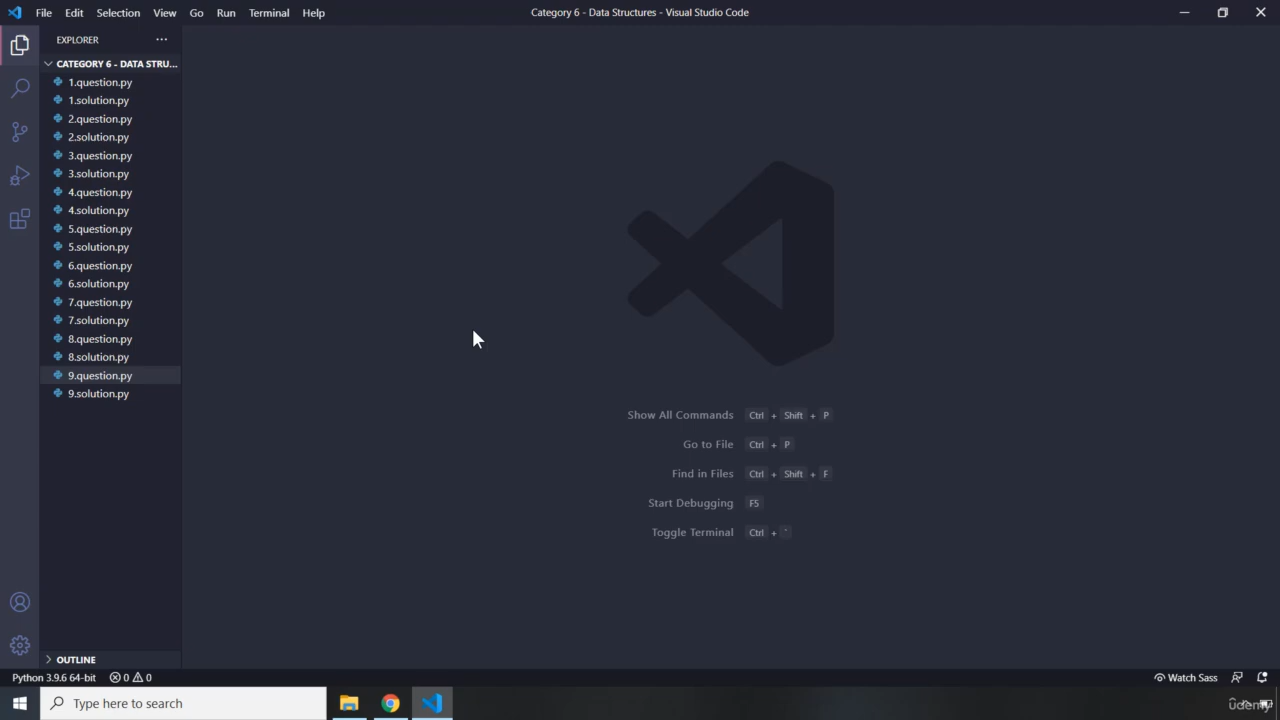 File Edit Selection View Go Run Terminal Help
Category 6 - Data Structures - Visual Studio Code
EXPLORER
CATEGORY 6 - DATA STRU...
1.question.py
1.solution.py
2.question.py
2.solution.py
3.question.py
3.solution.py
4.question.py
4.solution.py
5.question.py
5.solution.py
6.question.py
6.solution.py
7.question.py
7.solution.py
8.question.py
8.solution.py
9.question.py
9.solution.py
Show All Commands Ctrl + Shift + P
Go to File Ctrl + P
Find in Files Ctrl + Shift + F
Start Debugging F5
Toggle Terminal Ctrl + `
OUTLINE
Python 3.9.6 64-bit 0 0 Watch Sass
Type here to search
udemy